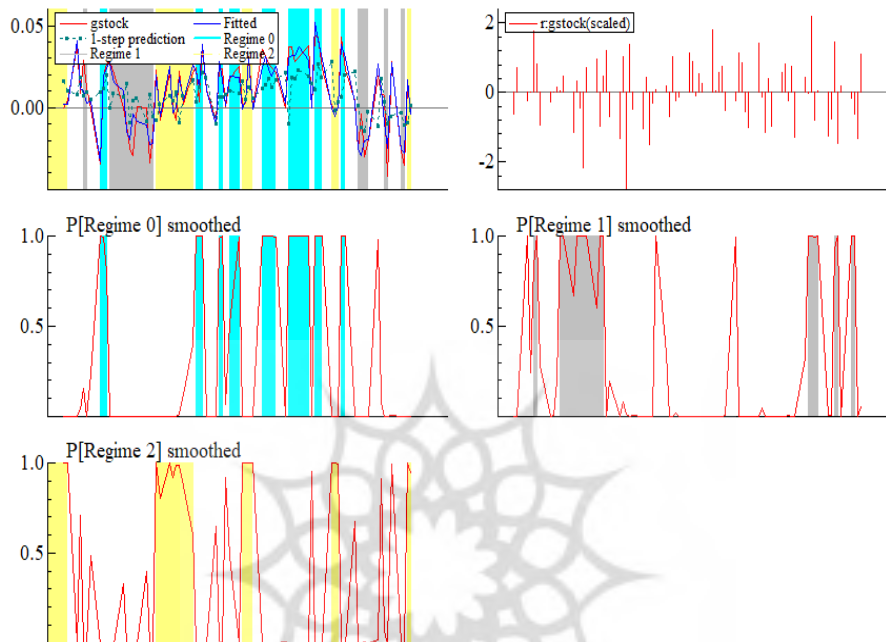 0.05
gstock Fitted
1-step prediction Regime 0
Regime 1 Regime 2
0.00
2
r:gstock(scaled)
0
-2
P[Regime 0] smoothed
1.0
0.5
P[Regime 1] smoothed
1.0
0.5
P[Regime 2] smoothed
1.0
0.5